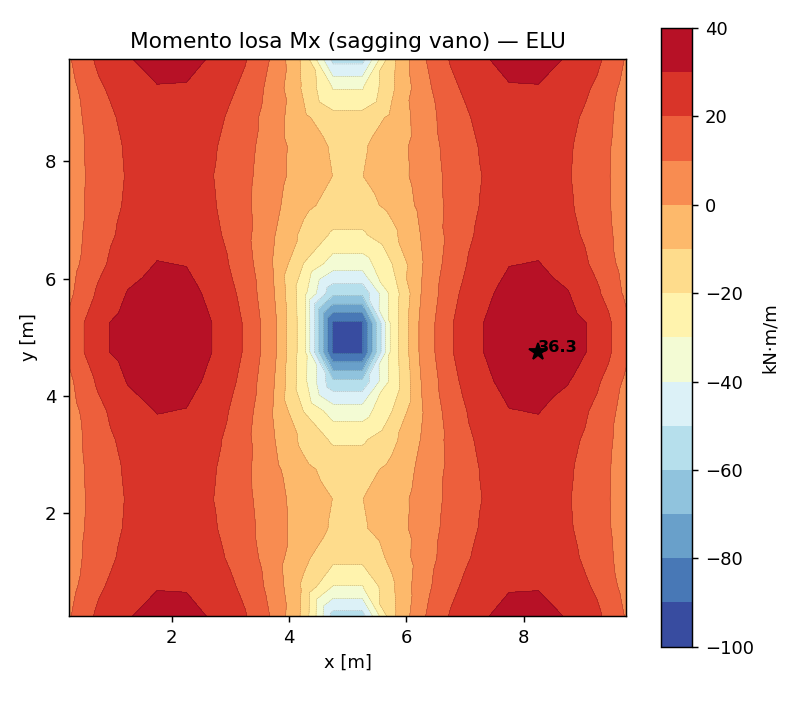 Momento losa Mx (sagging vano) — ELU
y [m]
8
6
4
2
36.3
2 4 6 8
x [m]
40
20
0
−20
−40
−60
−80
−100
kN·m/m